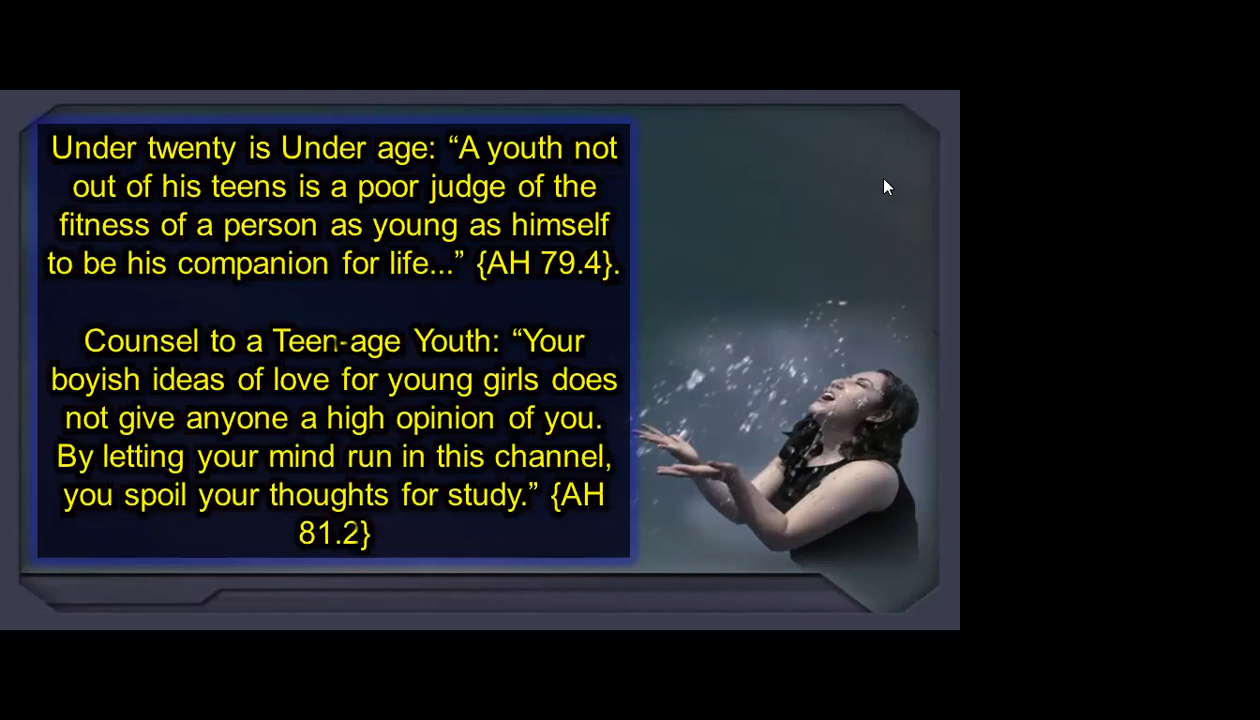 Under twenty is Under age: “A youth not
out of his teens is a poor judge of the
fitness of a person as young as himself
to be his companion for life...” {AH 79.4}.
Counsel to a Teen-age Youth: “Your
boyish ideas of love for young girls does
not give anyone a high opinion of you.
By letting your mind run in this channel,
you spoil your thoughts for study.” {AH
81.2}